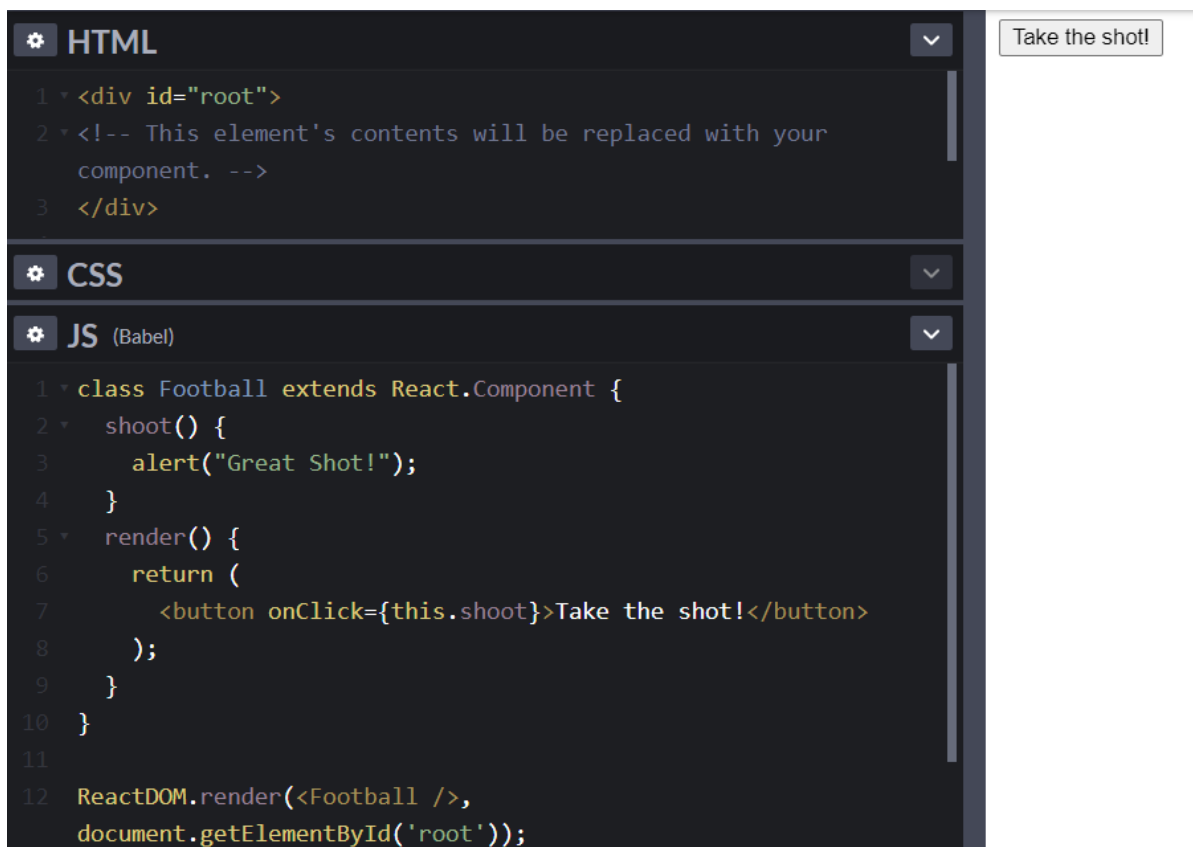 HTML
Take the shot!
1 <div id="root">
2 <!-- This element's contents will be replaced with your
component. -->
3 </div>
CSS
JS (Babel)
1 class Football extends React.Component {
2 shoot() {
3 alert("Great Shot!");
4 }
5 render() {
6 return (
7 <button onClick={this.shoot}>Take the shot!</button>
8 );
9 }
10 }
11
12 ReactDOM.render(<Football />,
document.getElementById('root'));